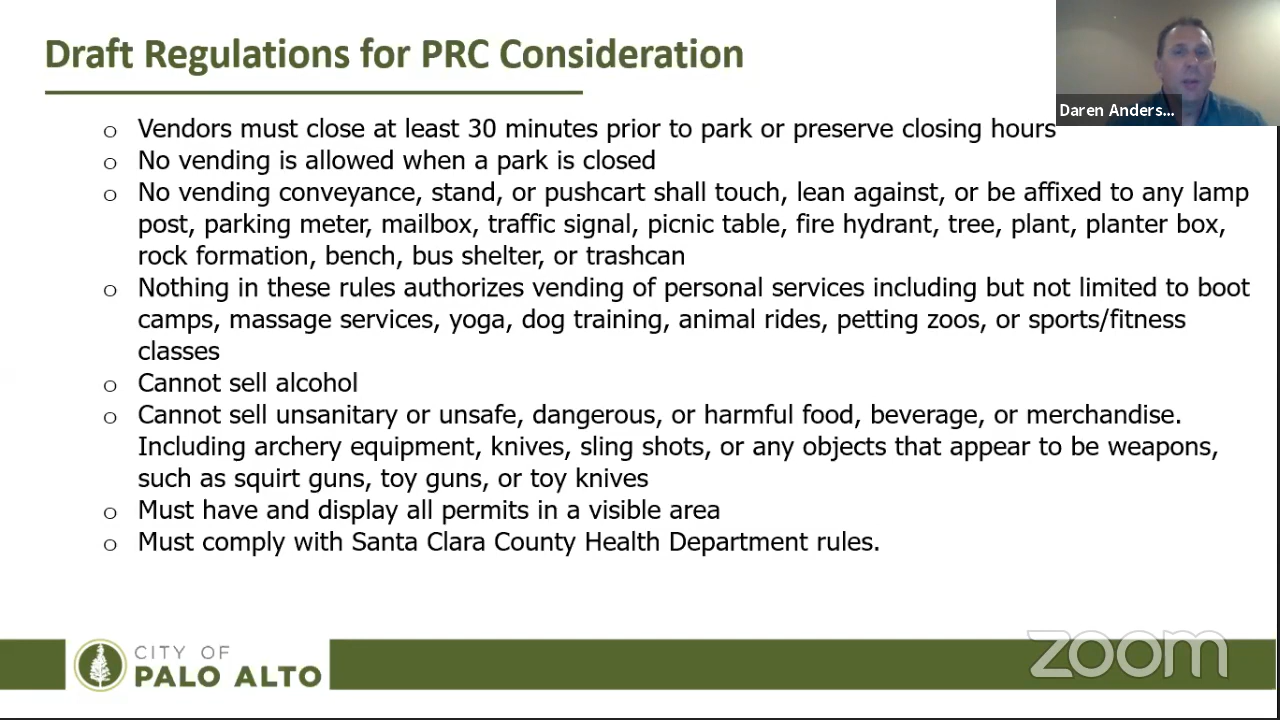 Draft Regulations for PRC Consideration
Daren Anders...
o Vendors must close at least 30 minutes prior to park or preserve closing hours
o No vending is allowed when a park is closed
o No vending conveyance, stand, or pushcart shall touch, lean against, or be affixed to any lamp
post, parking meter, mailbox, traffic signal, picnic table, fire hydrant, tree, plant, planter box,
rock formation, bench, bus shelter, or trashcan
o Nothing in these rules authorizes vending of personal services including but not limited to boot
camps, massage services, yoga, dog training, animal rides, petting zoos, or sports/fitness
classes
o Cannot sell alcohol
o Cannot sell unsanitary or unsafe, dangerous, or harmful food, beverage, or merchandise.
Including archery equipment, knives, sling shots, or any objects that appear to be weapons,
such as squirt guns, toy guns, or toy knives
o Must have and display all permits in a visible area
o Must comply with Santa Clara County Health Department rules.
CITY OF
PALO ALTO
zoom